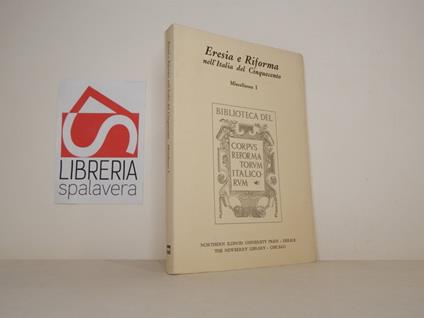 LIBRERIA
spalavera
Eresia e Riforma
nell'Italia del Cinquecento
Miscellanea I
BIBLIOTECA DEL
CORPVS
REFORMA
TORVM
ITALICO-
RVM
NORTHERN ILLINOIS UNIVERSITY PRESS - DEKALB
THE NEWBERRY LIBRARY - CHICAGO